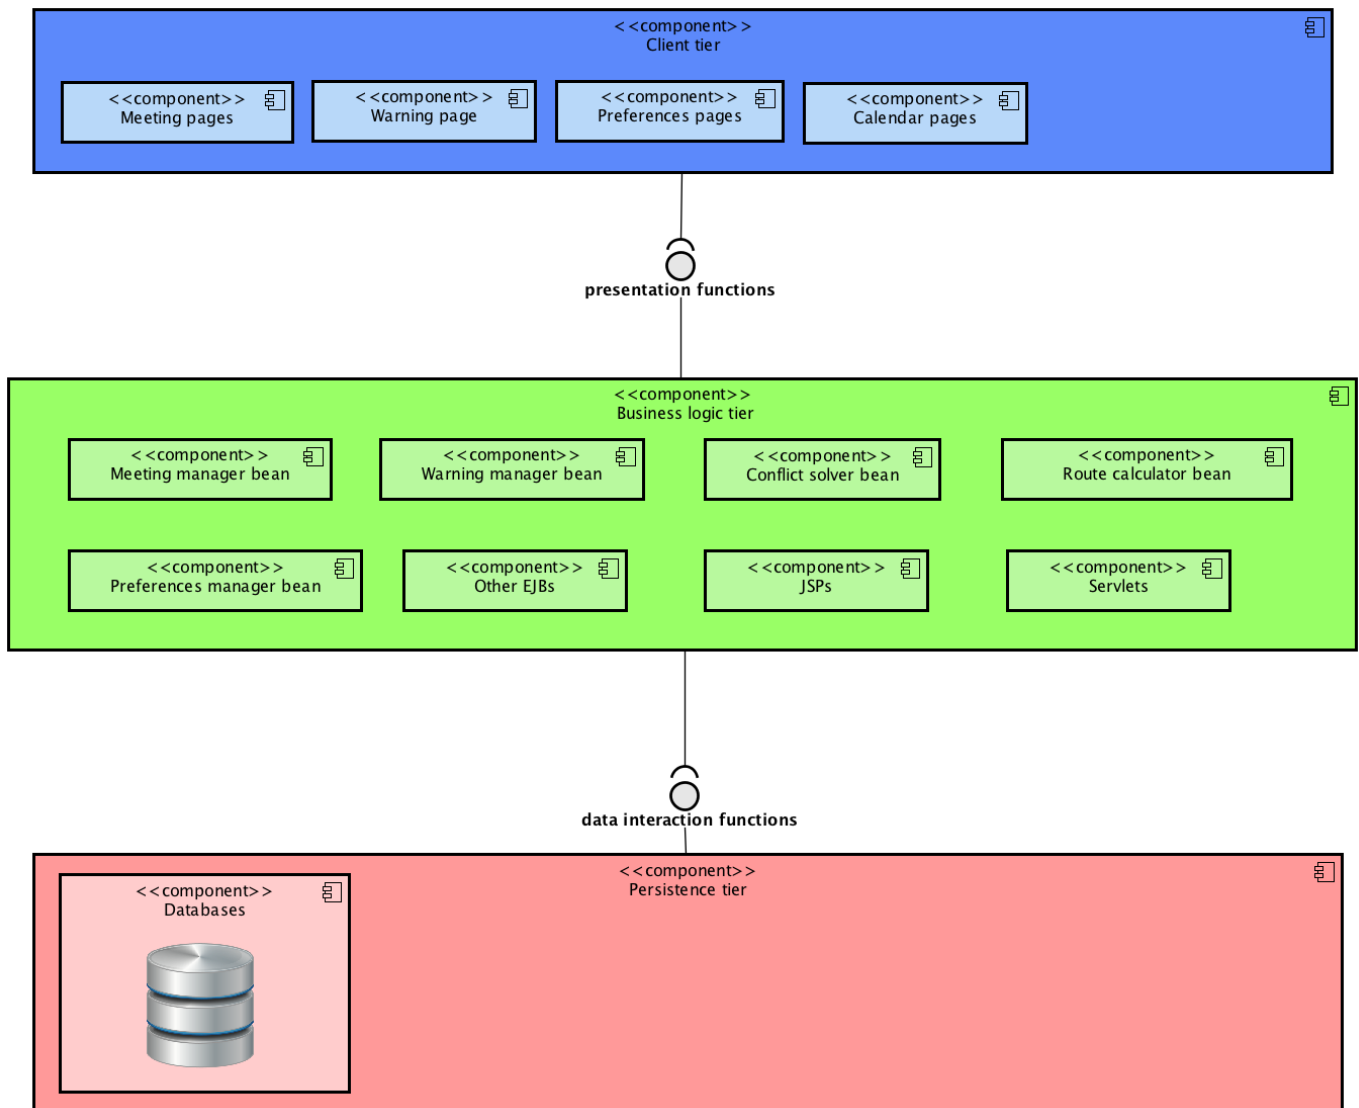 <<component>>
Client tier
<<component>>
Meeting pages
<<component>>
Warning page
<<component>>
Preferences pages
<<component>>
Calendar pages
presentation functions
<<component>>
Business logic tier
<<component>>
Meeting manager bean
<<component>>
Warning manager bean
<<component>>
Conflict solver bean
<<component>>
Route calculator bean
<<component>>
Preferences manager bean
<<component>>
Other EJBs
<<component>>
JSPs
<<component>>
Servlets
data interaction functions
<<component>>
Persistence tier
<<component>>
Databases